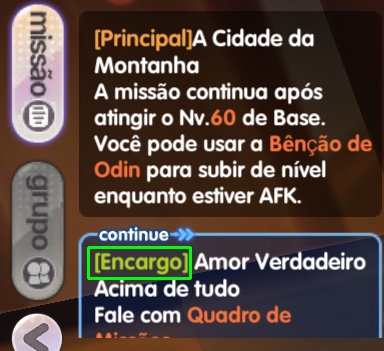 missão
grupo
[Principal]A Cidade da
Montanha
A missão continua após
atingir o Nv.60 de Base.
Você pode usar a Bênção de
Odin para subir de nível
enquanto estiver AFK.
continue
[Encargo] Amor Verdadeiro
Acima de tudo
Fale com Quadro de
Missões